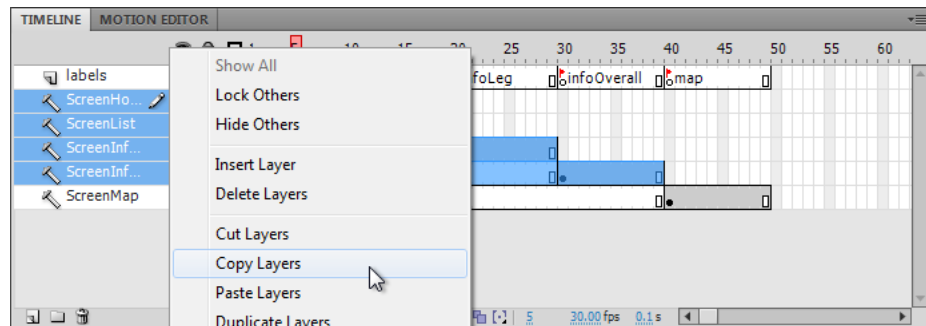 TIMELINE MOTION EDITOR
5 10 15 20 25 30 35 40 45 50 55 60
labels
foLeg infoOverall map
ScreenHo...
ScreenList
ScreenInf...
ScreenInf...
ScreenMap
Show All
Lock Others
Hide Others
Insert Layer
Delete Layers
Cut Layers
Copy Layers
Paste Layers
Duplicate Layers
5 30.00 fps 0.1 s